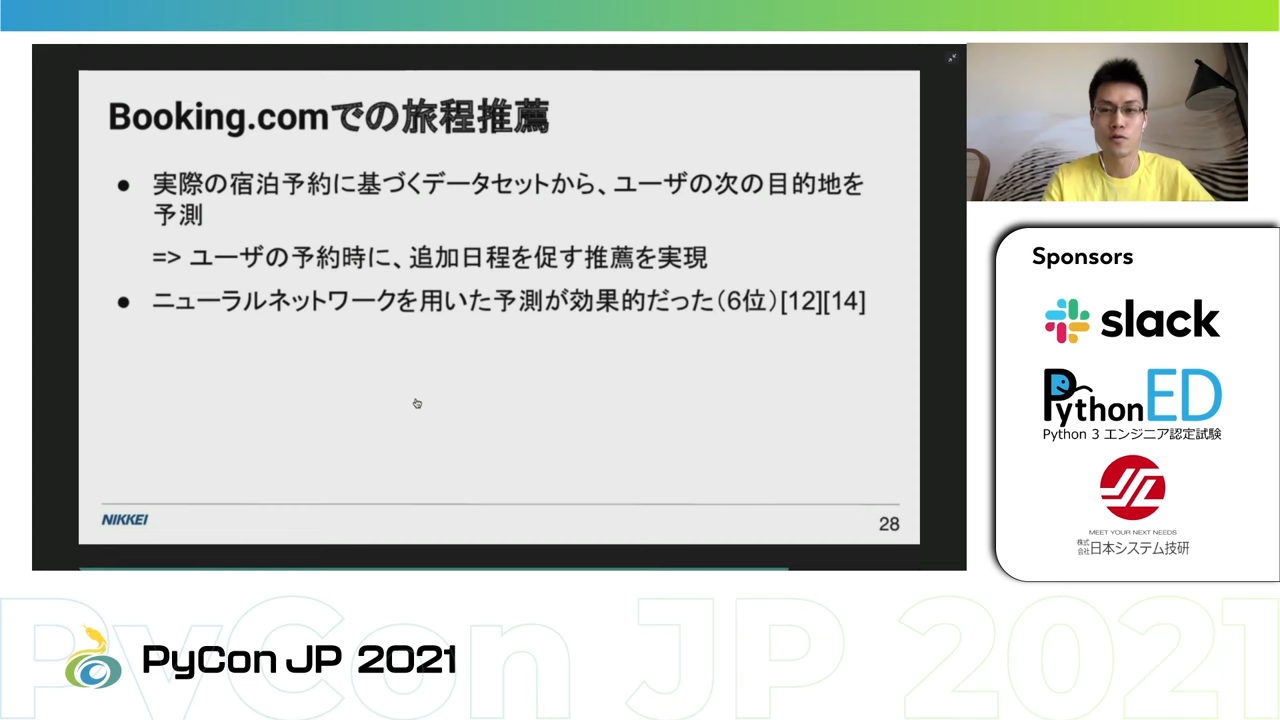 Booking.comでの旅程推薦
● 実際の宿泊予約に基づくデータセットから、ユーザの次の目的地を
予測
=> ユーザの予約時に、追加日程を促す推薦を実現
● ニューラルネットワークを用いた予測が効果的だった（6位）[12][14]
NIKKEI
28
Sponsors
slack
PythonED
Python 3 エンジニア認定試験
MEET YOUR NEXT NEEDS
株式会社日本システム技研
PyCon JP 2021
PyCon JP 2021